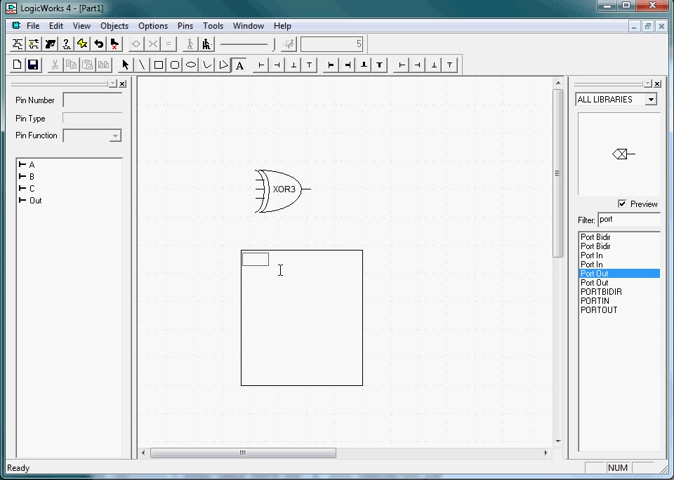 LogicWorks 4 - [Part1]
File Edit View Objects Options Pins Tools Window Help
5
A
Pin Number
Pin Type
Pin Function
A
B
C
Out
XOR3
ALL LIBRARIES
X
Preview
Filter: port
Port Bidir
Port Bidir
Port In
Port In
Port Out
Port Out
PORTBIDIR
PORTIN
PORTOUT
Ready
NUM